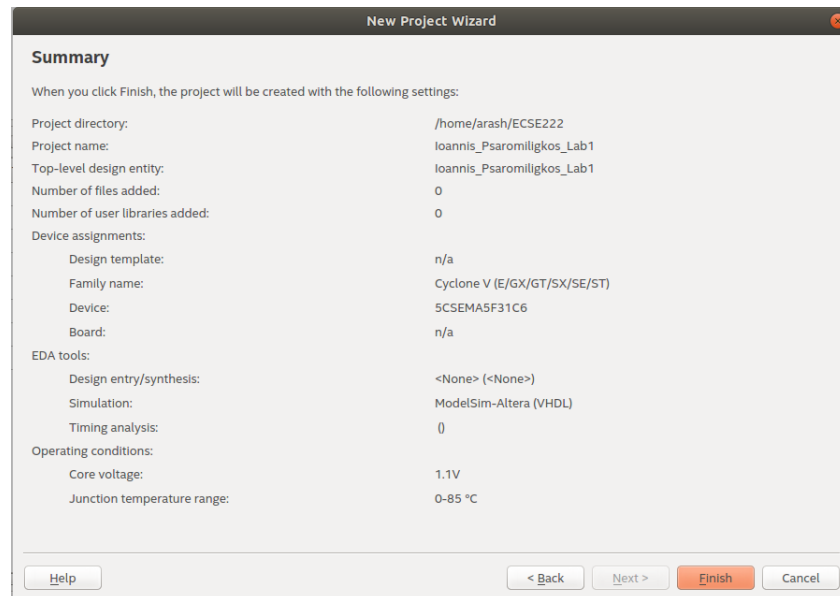 New Project Wizard
Summary
When you click Finish, the project will be created with the following settings:
Project directory: /home/arash/ECSE222
Project name: Ioannis_Psaromiligkos_Lab1
Top-level design entity: Ioannis_Psaromiligkos_Lab1
Number of files added: 0
Number of user libraries added: 0
Device assignments:
Design template: n/a
Family name: Cyclone V (E/GX/GT/SX/SE/ST)
Device: 5CSEMA5F31C6
Board: n/a
EDA tools:
Design entry/synthesis: <None> (<None>)
Simulation: ModelSim-Altera (VHDL)
Timing analysis: ()
Operating conditions:
Core voltage: 1.1V
Junction temperature range: 0-85 °C
Help < Back Next > Finish Cancel